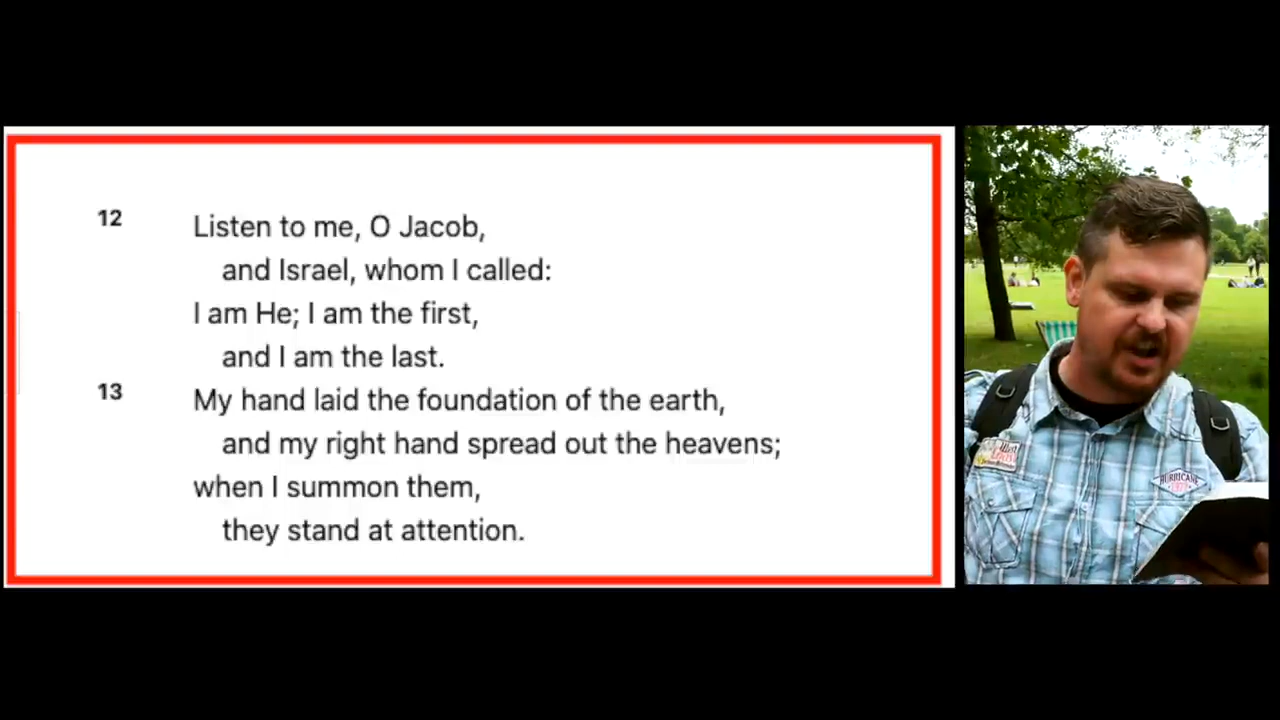 12 Listen to me, O Jacob,
and Israel, whom I called:
I am He; I am the first,
and I am the last.
13 My hand laid the foundation of the earth,
and my right hand spread out the heavens;
when I summon them,
they stand at attention.
HURRICANE